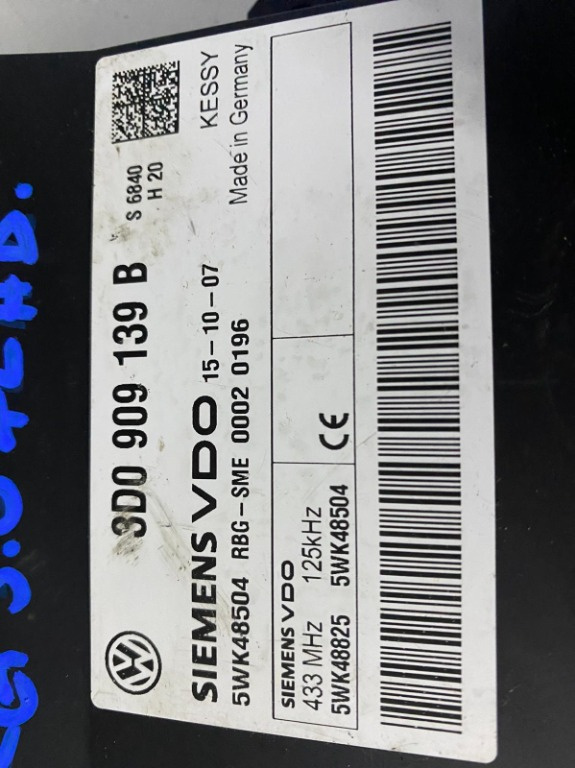 3D0 909 139 B
S 6840
H 20
SIEMENS VDO 15-10-07
KESSY
5WK48504 RBG-SME 0002 0196
Made in Germany
SIEMENS VDO
433 MHz 125kHz
5WK48825 5WK48504
CE